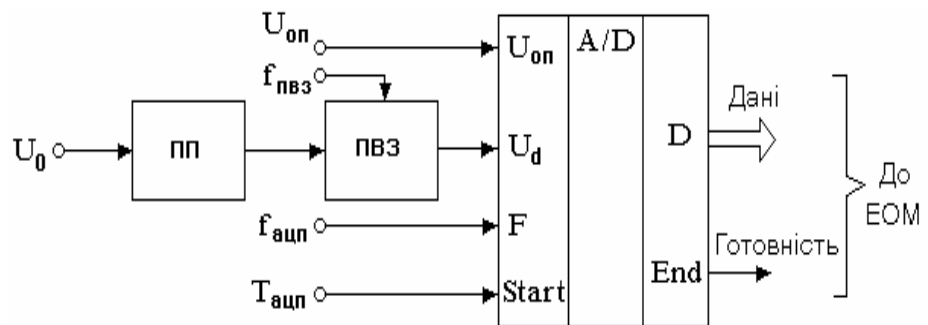 Uоп
Uоп
A/D
fпвз
Дані
U0
ПП
ПВЗ
Ud
D
До
ЕОМ
fацп
F
Готовність
Tацп
Start
End